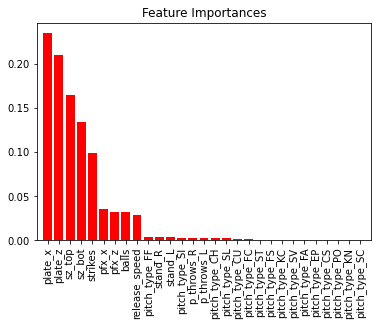 Feature Importances
0.20
0.15
0.10
0.05
0.00
plate_x
plate_z
sz_top
sz_bot
strikes
pfx_x
pfx_z
balls
release_speed
pitch_type_FF
stand_R
stand_L
pitch_type_SI
p_throws_R
p_throws_L
pitch_type_CH
pitch_type_SL
pitch_type_CU
pitch_type_FC
pitch_type_ST
pitch_type_FS
pitch_type_KC
pitch_type_SV
pitch_type_FA
pitch_type_EP
pitch_type_CS
pitch_type_PO
pitch_type_KN
pitch_type_SC